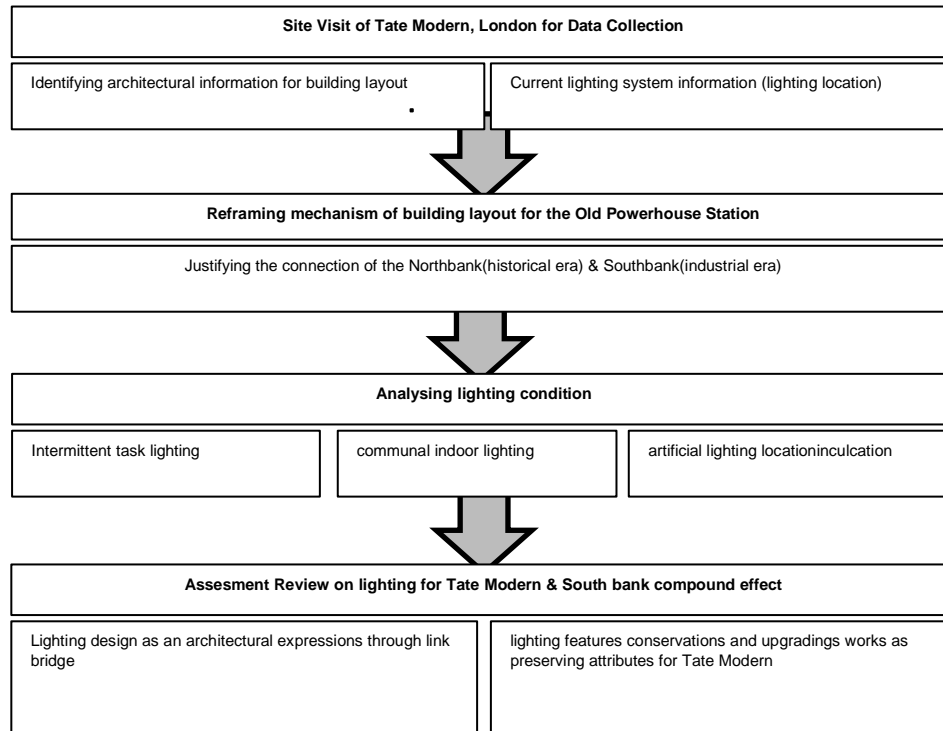 Site Visit of Tate Modern, London for Data Collection
Identifying architectural information for building layout
Current lighting system information (lighting location)
Reframing mechanism of building layout for the Old Powerhouse Station
Justifying the connection of the Northbank(historical era) & Southbank(industrial era)
Analysing lighting condition
Intermittent task lighting
communal indoor lighting
artificial lighting locationinculcation
Assesment Review on lighting for Tate Modern & South bank compound effect
Lighting design as an architectural expressions through link
bridge
lighting features conservations and upgradings works as
preserving attributes for Tate Modern